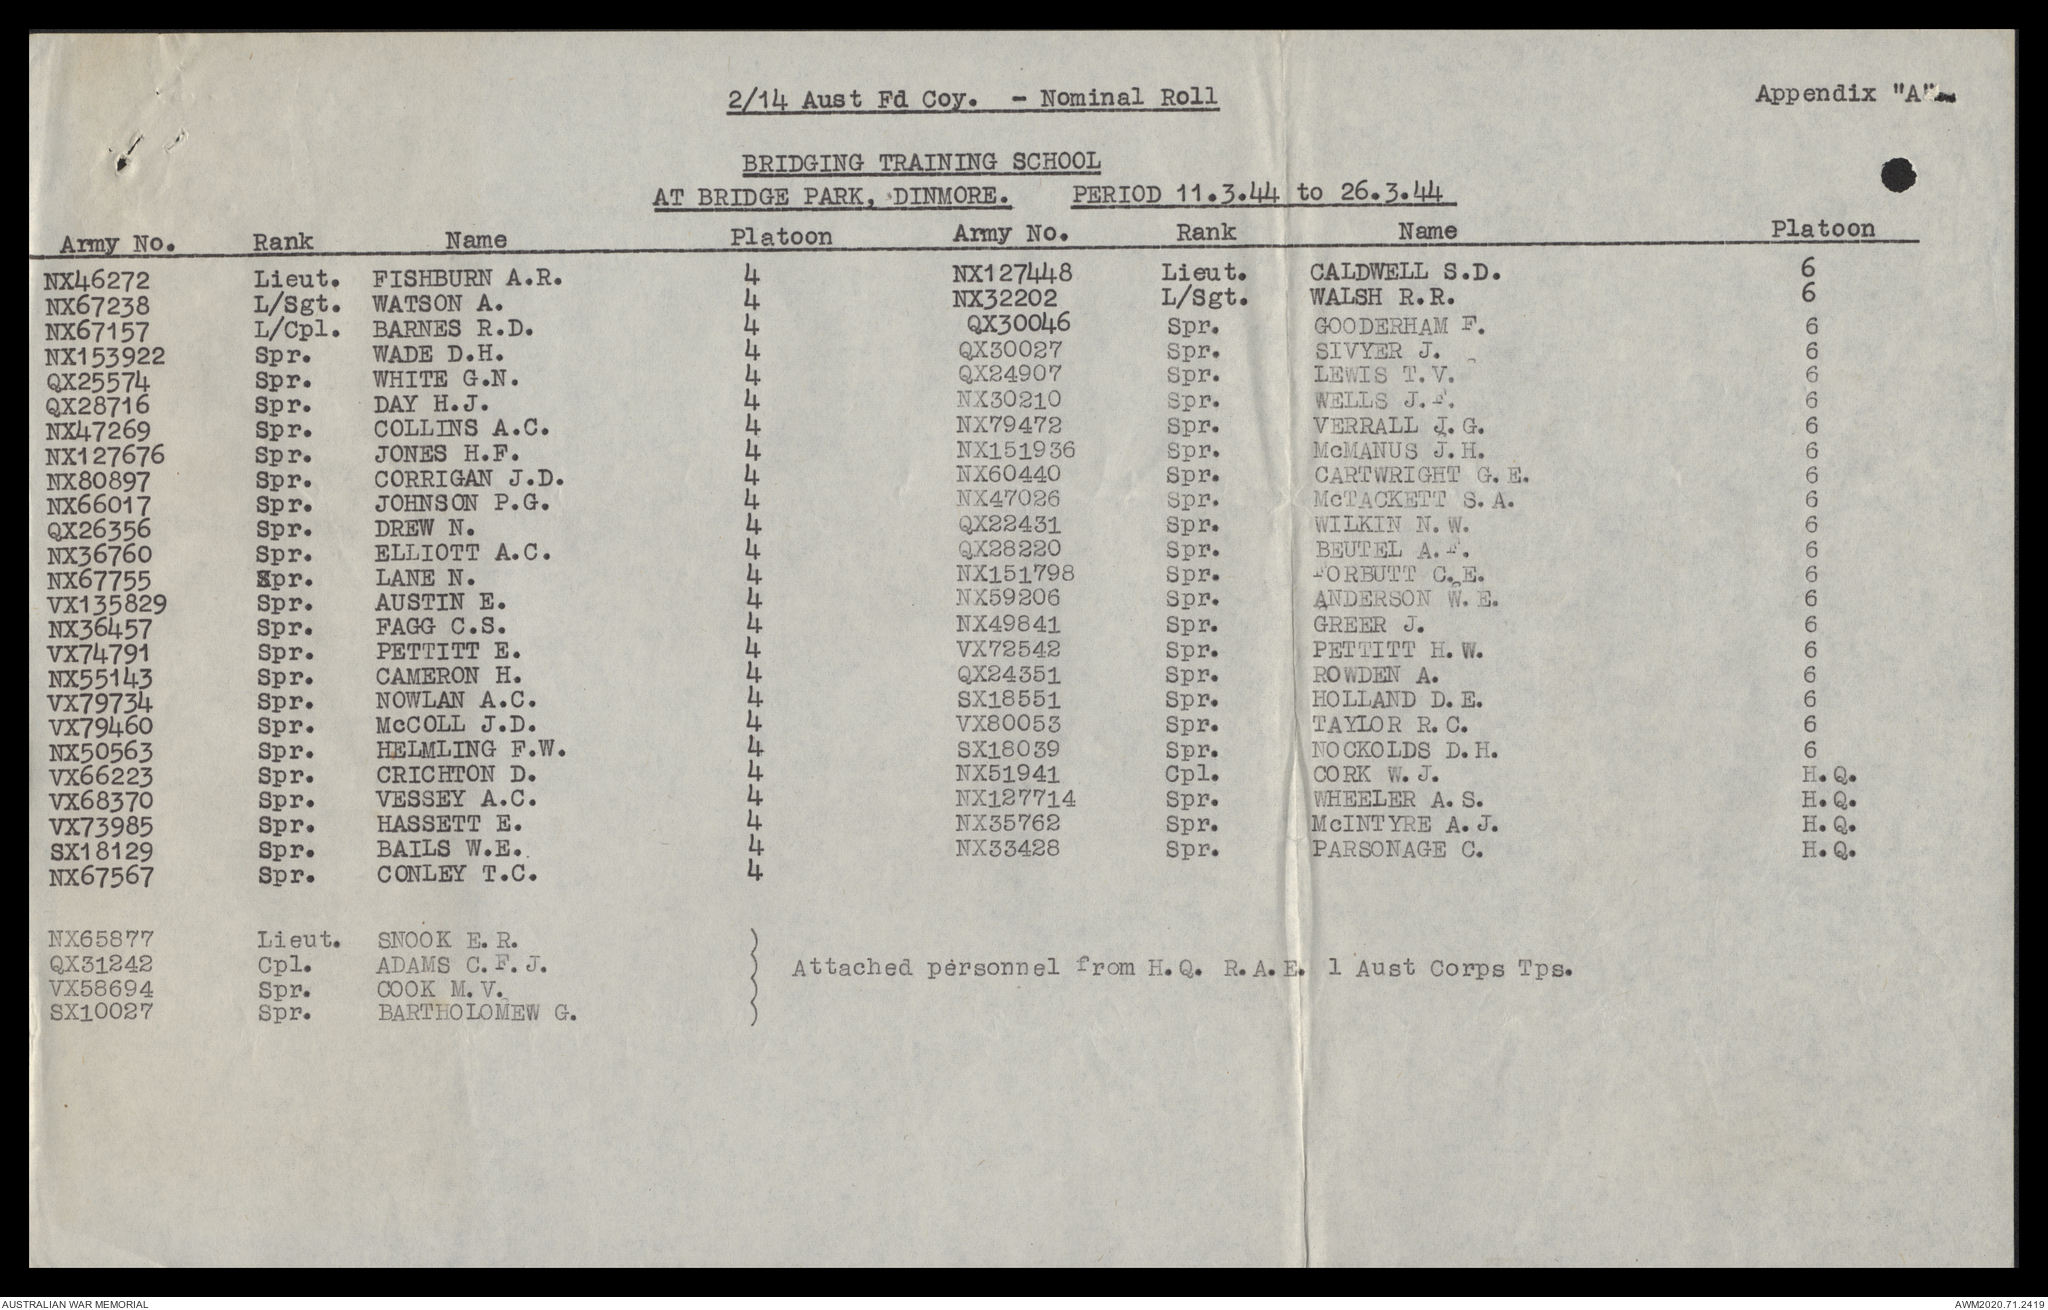 Appendix "A"
2/14 Aust Fd Coy. - Nominal Roll
BRIDGING TRAINING SCHOOL
AT BRIDGE PARK, DINMORE. PERIOD 11.3.44 to 26.3.44
Army No. Rank Name Platoon Army No. Rank Name Platoon
NX46272 Lieut. FISHBURN A.R. 4 NX127448 Lieut. CALDWELL S.D. 6
NX67238 L/Sgt. WATSON A. 4 NX32202 L/Sgt. WALSH R.R. 6
NX67157 L/Cpl. BARNES R.D. 4 QX30046 Spr. GOODERHAM F. 6
NX153922 Spr. WADE D.H. 4 QX30027 Spr. SIVYER J. 6
QX25574 Spr. WHITE G.N. 4 QX24907 Spr. LEWIS T.V. 6
QX28716 Spr. DAY H.J. 4 NX30210 Spr. WELLS J.F. 6
NX47269 Spr. COLLINS A.C. 4 NX79472 Spr. VERRALL J.G. 6
NX127676 Spr. JONES H.F. 4 NX151936 Spr. McMANUS J.H. 6
NX80897 Spr. CORRIGAN J.D. 4 NX60440 Spr. CARTWRIGHT G.E. 6
NX66017 Spr. JOHNSON P.G. 4 NX47026 Spr. McTACKETT S.A. 6
QX26356 Spr. DREW N. 4 QX22431 Spr. WILKIN N.W. 6
NX36760 Spr. ELLIOTT A.C. 4 QX28220 Spr. BEUTEL A.F. 6
NX67755 Spr. LANE N. 4 NX151798 Spr. FORBUTT C.E. 6
VX135829 Spr. AUSTIN E. 4 NX59206 Spr. ANDERSON W.E. 6
NX36457 Spr. FAGG C.S. 4 NX49841 Spr. GREER J. 6
VX74791 Spr. PETTITT E. 4 VX72542 Spr. PETTITT H.W. 6
NX55143 Spr. CAMERON H. 4 QX24351 Spr. ROWDEN A. 6
VX79734 Spr. NOWLAN A.C. 4 SX18551 Spr. HOLLAND D.E. 6
VX79460 Spr. McCOLL J.D. 4 VX80053 Spr. TAYLOR R.C. 6
NX50563 Spr. HELMLING F.W. 4 SX18039 Spr. NOCKOLDS D.H. 6
VX66223 Spr. CRICHTON D. 4 NX51941 Cpl. CORK W.J. H.Q.
VX68370 Spr. VESSEY A.C. 4 NX127714 Spr. WHEELER A.S. H.Q.
VX73985 Spr. HASSETT E. 4 NX35762 Spr. McINTYRE A.J. H.Q.
SX18129 Spr. BAILS W.E. 4 NX33428 Spr. PARSONAGE C. H.Q.
NX67567 Spr. CONLEY T.C. 4
NX65877 Lieut. SNOOK E.R.
QX31242 Cpl. ADAMS C.F.J. Attached personnel from H.Q. R.A.E. 1 Aust Corps Tps.
VX58694 Spr. COOK M.V.
SX10027 Spr. BARTHOLOMEW G.
AUSTRALIAN WAR MEMORIAL AWM2020.71.2419